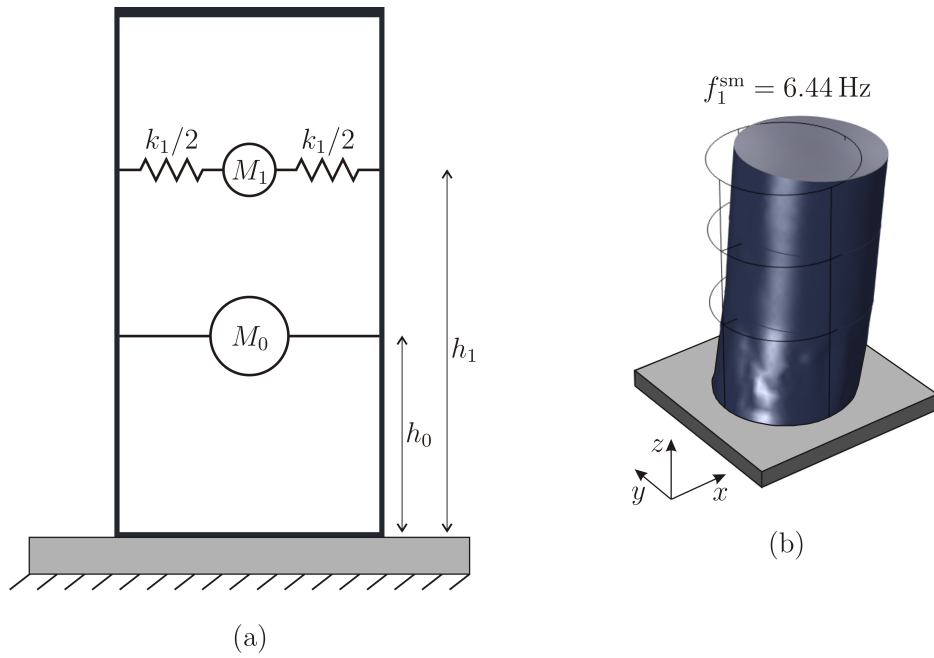 k₁/2 k₁/2
M₁
M₀
h₁
h₀
(a)
f₁ˢᵐ = 6.44 Hz
z
y x
(b)